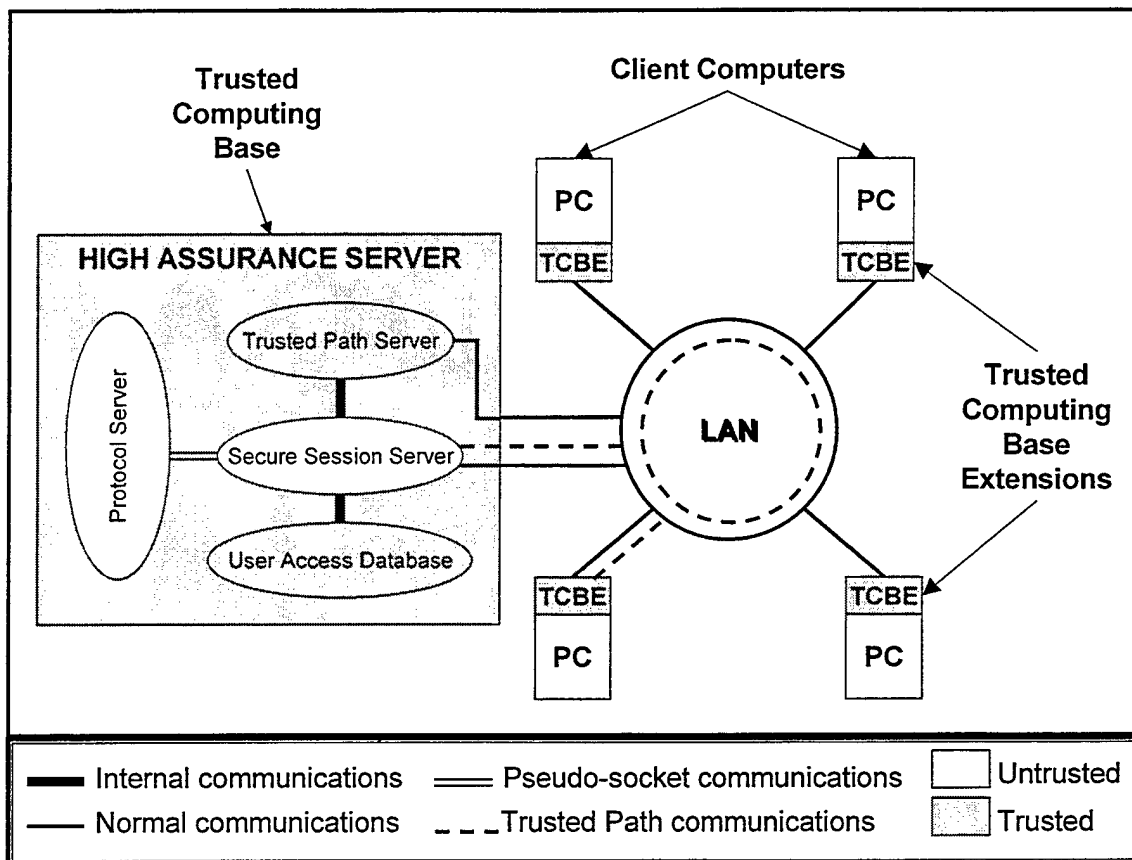 Trusted
Computing
Base
Client Computers
PC
TCBE
PC
TCBE
HIGH ASSURANCE SERVER
Protocol Server
Trusted Path Server
Secure Session Server
User Access Database
LAN
Trusted
Computing
Base
Extensions
TCBE
PC
TCBE
PC
Internal communications
Pseudo-socket communications
Untrusted
Normal communications
Trusted Path communications
Trusted